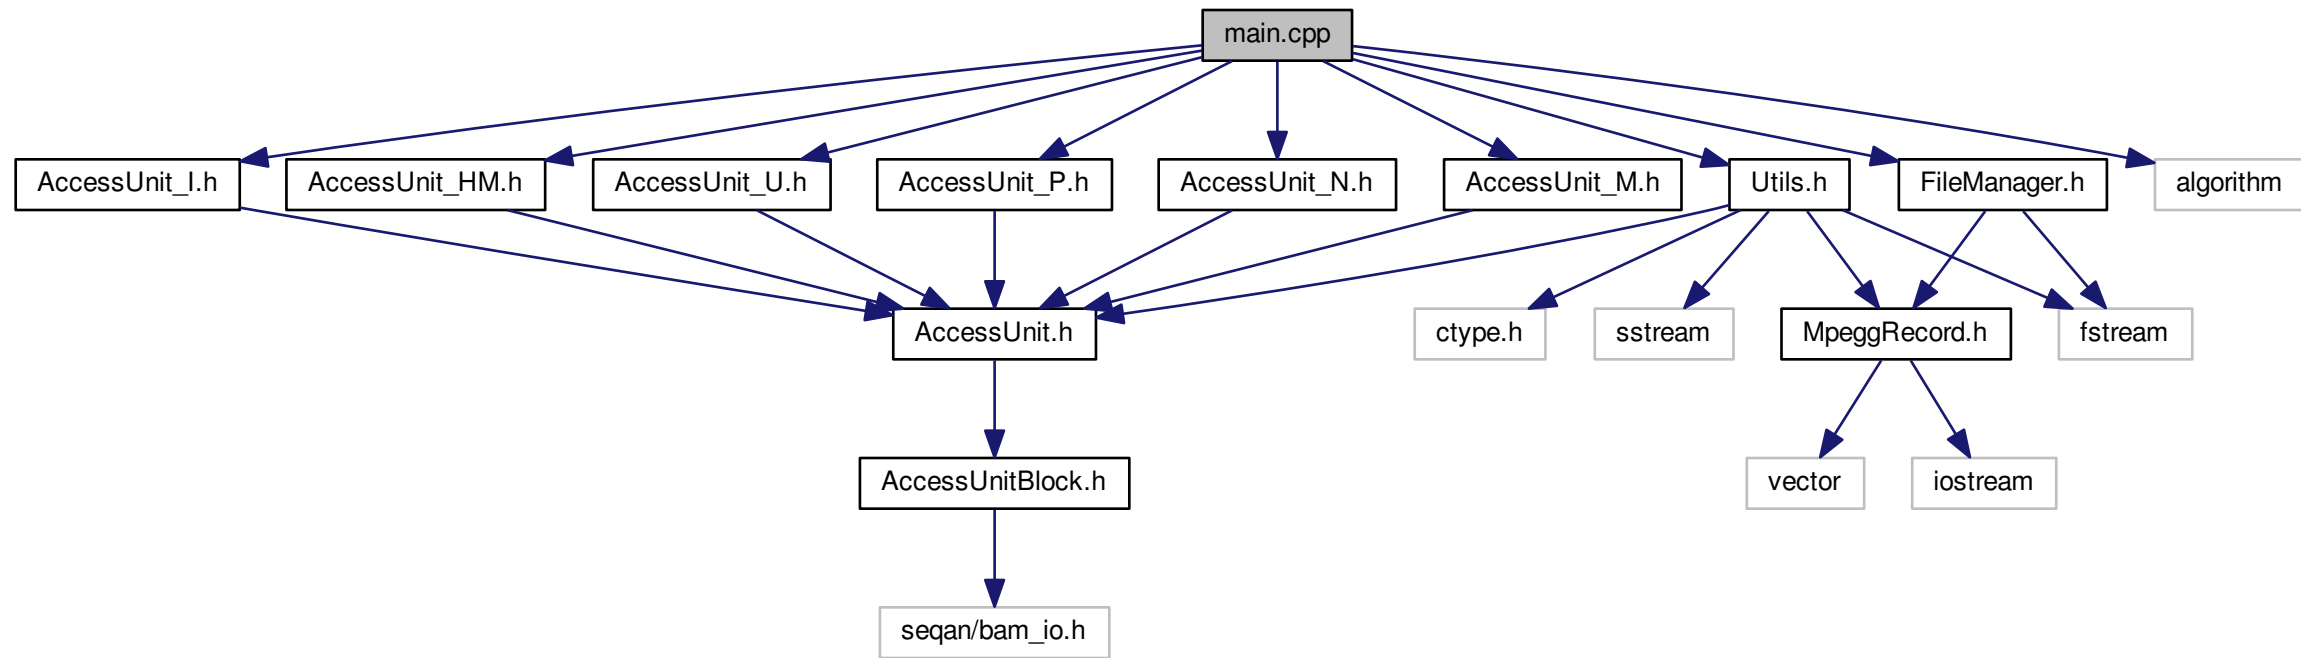 main.cpp
AccessUnit_I.h
AccessUnit_HM.h
AccessUnit_U.h
AccessUnit_P.h
AccessUnit_N.h
AccessUnit_M.h
Utils.h
FileManager.h
algorithm
AccessUnit.h
ctype.h
sstream
MpeggRecord.h
fstream
AccessUnitBlock.h
vector
iostream
seqan/bam_io.h